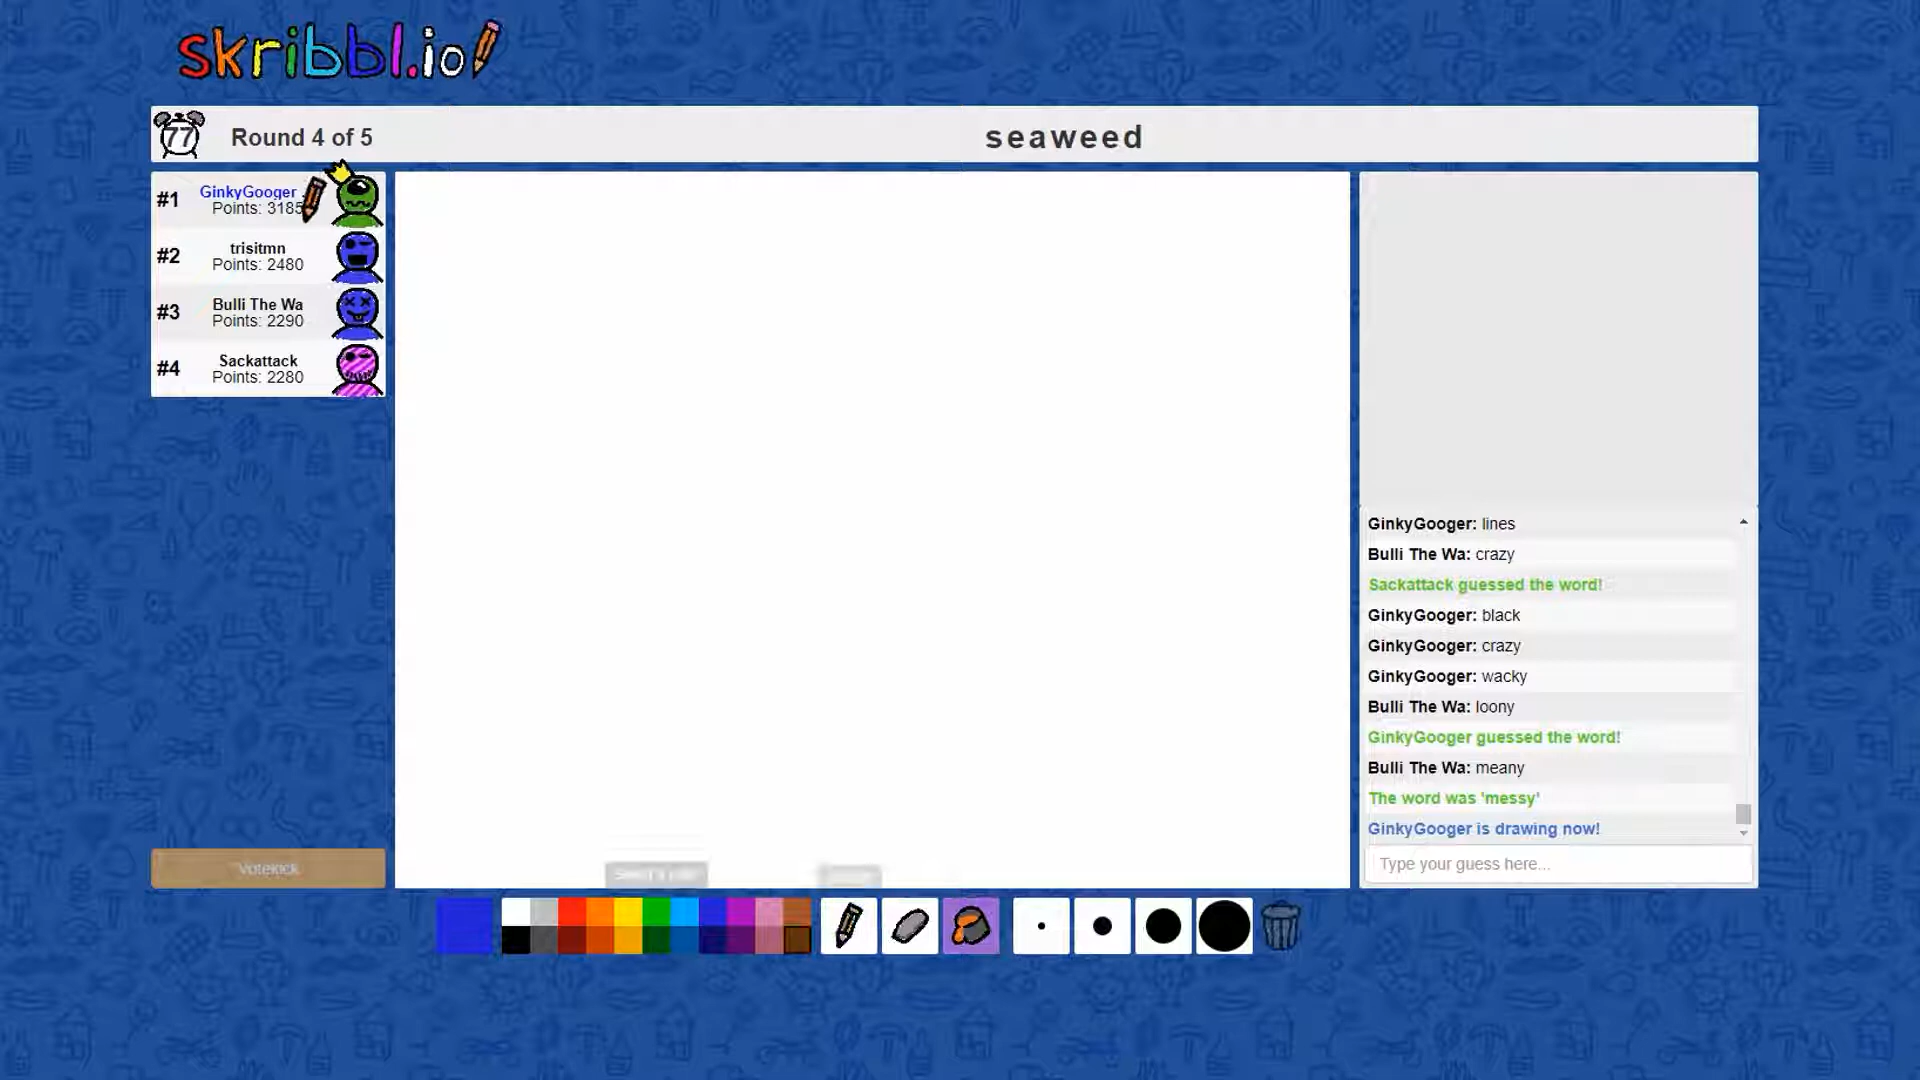 skribbl.io
77
Round 4 of 5
seaweed
#1
GinkyGooger
Points: 3185
#2
trisitmn
Points: 2480
#3
Bulli The Wa
Points: 2290
#4
Sackattack
Points: 2280
GinkyGooger: lines
Bulli The Wa: crazy
Sackattack guessed the word!
GinkyGooger: black
GinkyGooger: crazy
GinkyGooger: wacky
Bulli The Wa: loony
GinkyGooger guessed the word!
Bulli The Wa: meany
The word was 'messy'
GinkyGooger is drawing now!
Type your guess here...
Votekick